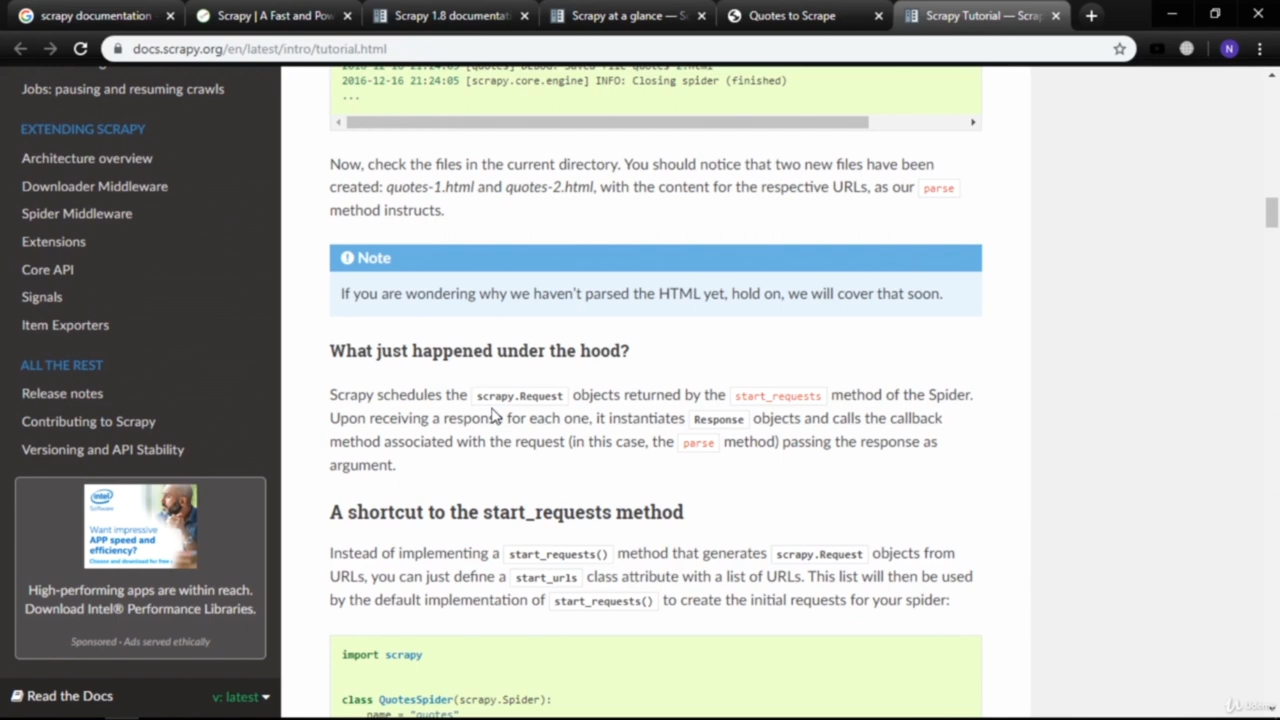 scrapy documentation
Scrapy | A Fast and Pow
Scrapy 1.8 documentati
Scrapy at a glance — Sc
Quotes to Scrape
Scrapy Tutorial — Scra
docs.scrapy.org/en/latest/intro/tutorial.html
N
Jobs: pausing and resuming crawls
EXTENDING SCRAPY
Architecture overview
Downloader Middleware
Spider Middleware
Extensions
Core API
Signals
Item Exporters
ALL THE REST
Release notes
Contributing to Scrapy
Versioning and API Stability
intel
Software
Want impressive
APP speed and
efficiency?
Choose and download for free
High-performing apps are within reach.
Download Intel® Performance Libraries.
Sponsored · Ads served ethically
Read the Docs
v: latest
2016-12-16 21:24:05 [scrapy.core.engine] INFO: Closing spider (finished)
...
Now, check the files in the current directory. You should notice that two new files have been
created: quotes-1.html and quotes-2.html, with the content for the respective URLs, as our parse
method instructs.
Note
If you are wondering why we haven't parsed the HTML yet, hold on, we will cover that soon.
What just happened under the hood?
Scrapy schedules the scrapy.Request objects returned by the start_requests method of the Spider.
Upon receiving a response for each one, it instantiates Response objects and calls the callback
method associated with the request (in this case, the parse method) passing the response as
argument.
A shortcut to the start_requests method
Instead of implementing a start_requests() method that generates scrapy.Request objects from
URLs, you can just define a start_urls class attribute with a list of URLs. This list will then be used
by the default implementation of start_requests() to create the initial requests for your spider:
import scrapy
class QuotesSpider(scrapy.Spider):
name = "quotes"
Udemy